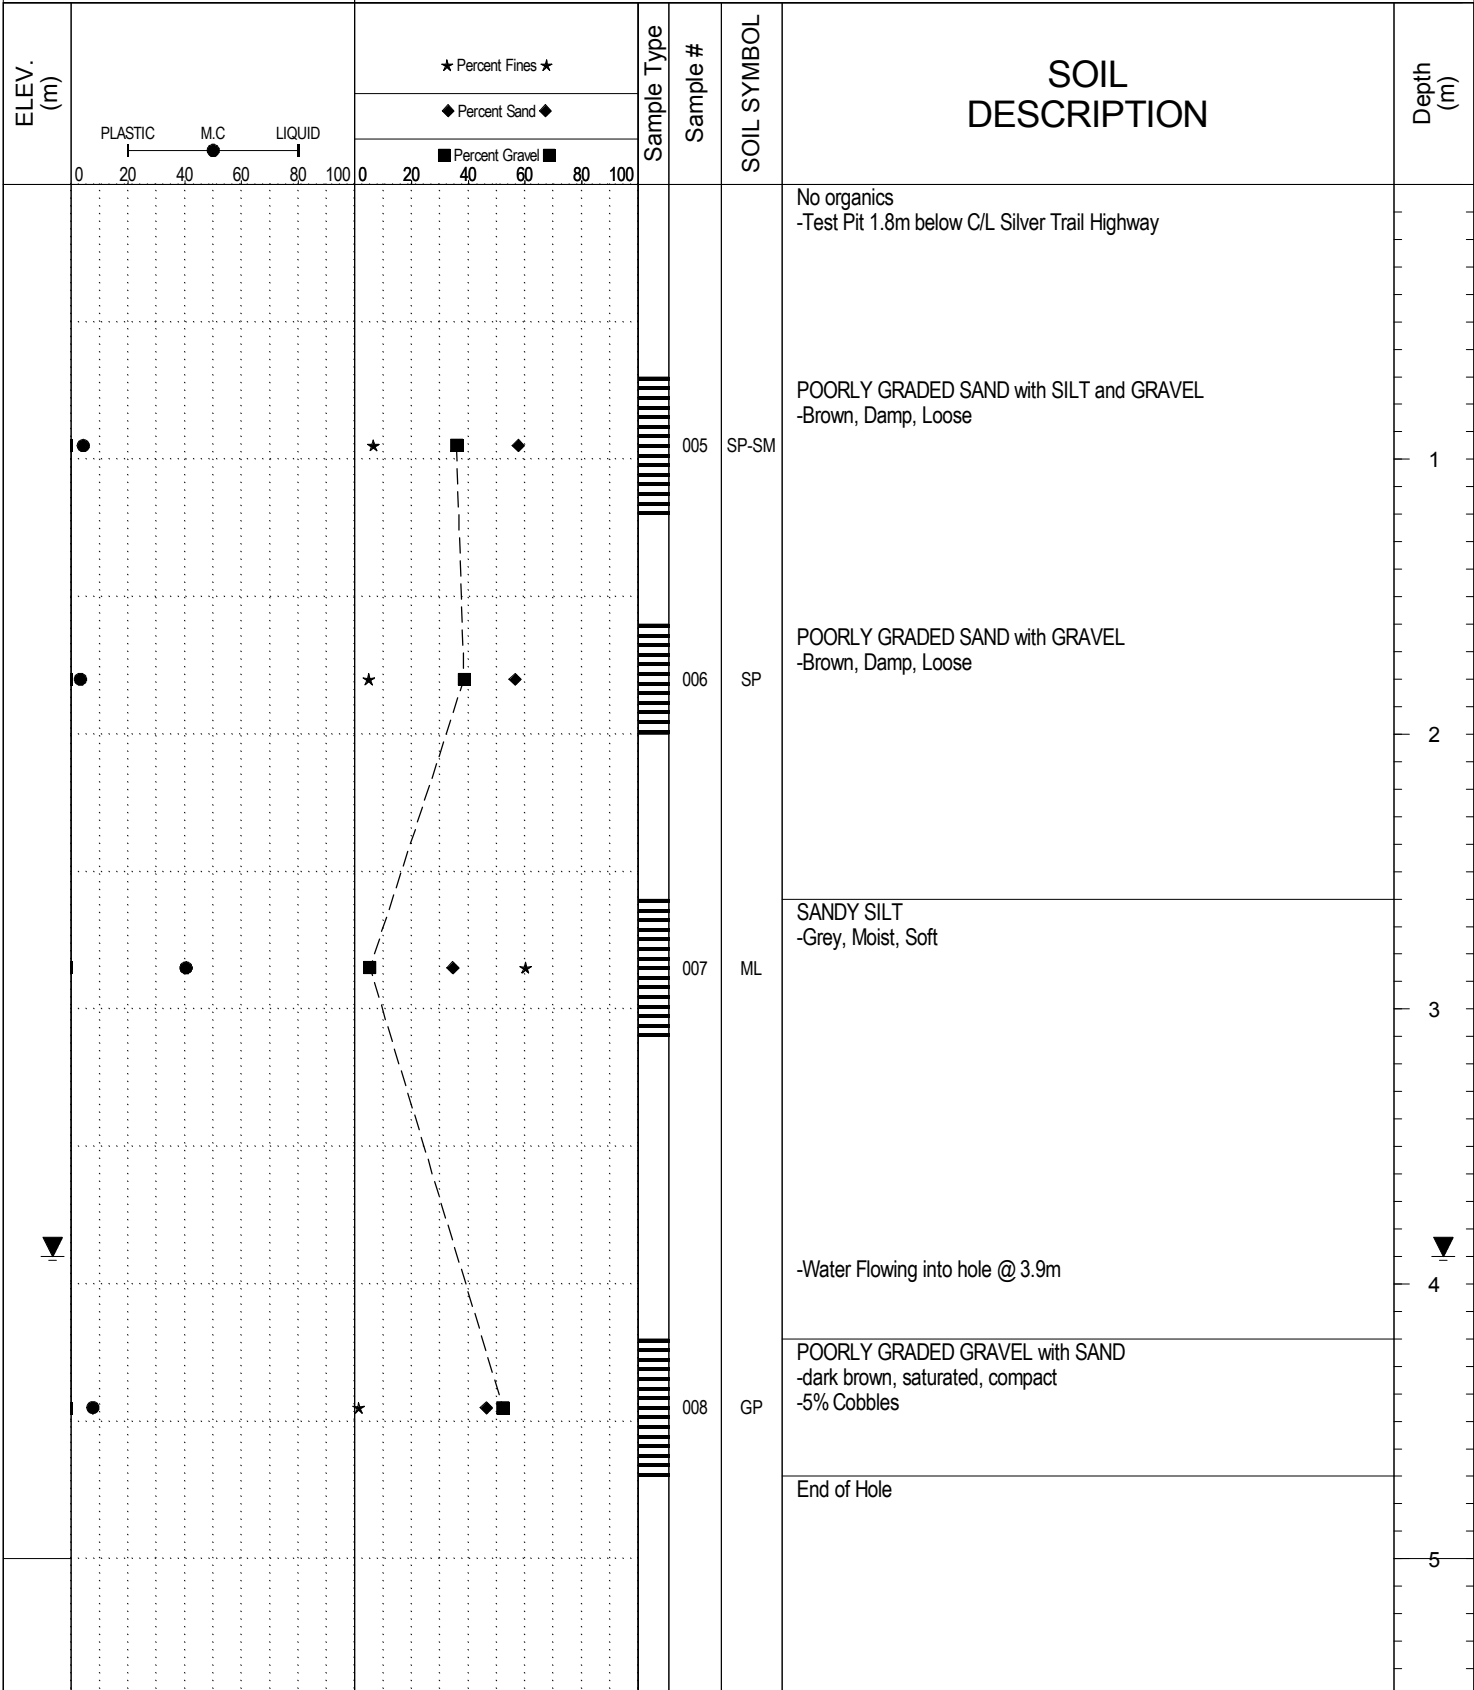 ELEV.
(m)
PLASTIC M.C LIQUID
0 20 40 60 80 100
★ Percent Fines ★
◆ Percent Sand ◆
■ Percent Gravel ■
0 20 40 60 80 100
Sample Type
Sample #
SOIL SYMBOL
SOIL
DESCRIPTION
Depth
(m)
No organics
-Test Pit 1.8m below C/L Silver Trail Highway
POORLY GRADED SAND with SILT and GRAVEL
-Brown, Damp, Loose
005 SP-SM
1
POORLY GRADED SAND with GRAVEL
-Brown, Damp, Loose
006 SP
2
SANDY SILT
-Grey, Moist, Soft
007 ML
3
-Water Flowing into hole @ 3.9m
4
POORLY GRADED GRAVEL with SAND
-dark brown, saturated, compact
-5% Cobbles
008 GP
End of Hole
5